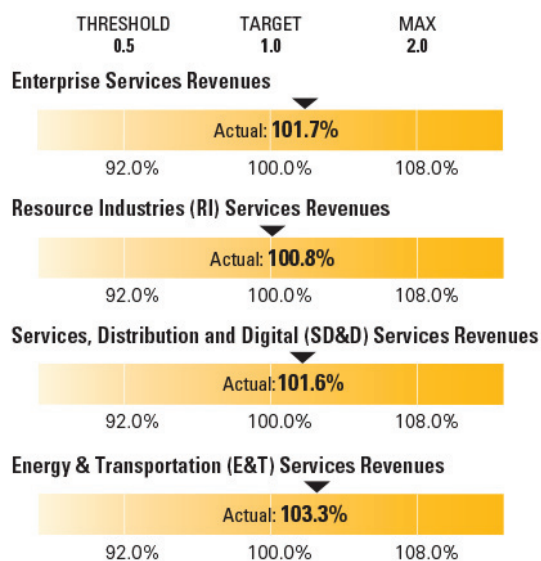 THRESHOLD TARGET MAX
0.5 1.0 2.0
Enterprise Services Revenues
Actual: 101.7%
92.0% 100.0% 108.0%
Resource Industries (RI) Services Revenues
Actual: 100.8%
92.0% 100.0% 108.0%
Services, Distribution and Digital (SD&D) Services Revenues
Actual: 101.6%
92.0% 100.0% 108.0%
Energy & Transportation (E&T) Services Revenues
Actual: 103.3%
92.0% 100.0% 108.0%